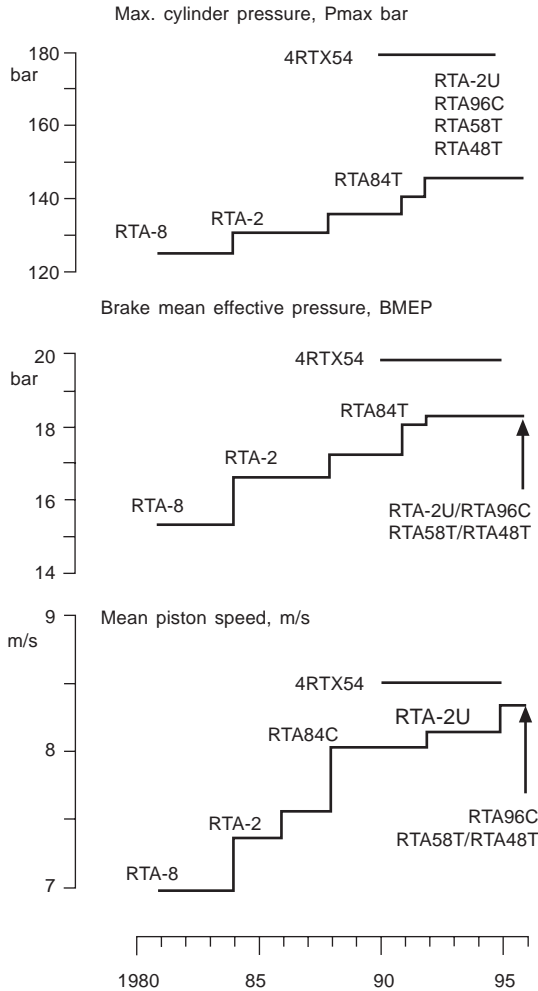 Max. cylinder pressure, Pmax bar
180
bar
4RTX54
RTA-2U
RTA96C
RTA58T
RTA48T
160
RTA84T
140
RTA-8
RTA-2
120
Brake mean effective pressure, BMEP
20
bar
4RTX54
RTA84T
18
RTA-2
RTA-8
16
RTA-2U/RTA96C
RTA58T/RTA48T
14
9
Mean piston speed, m/s
m/s
4RTX54
RTA-2U
RTA84C
8
RTA-2
RTA96C
RTA58T/RTA48T
RTA-8
7
1980 85 90 95